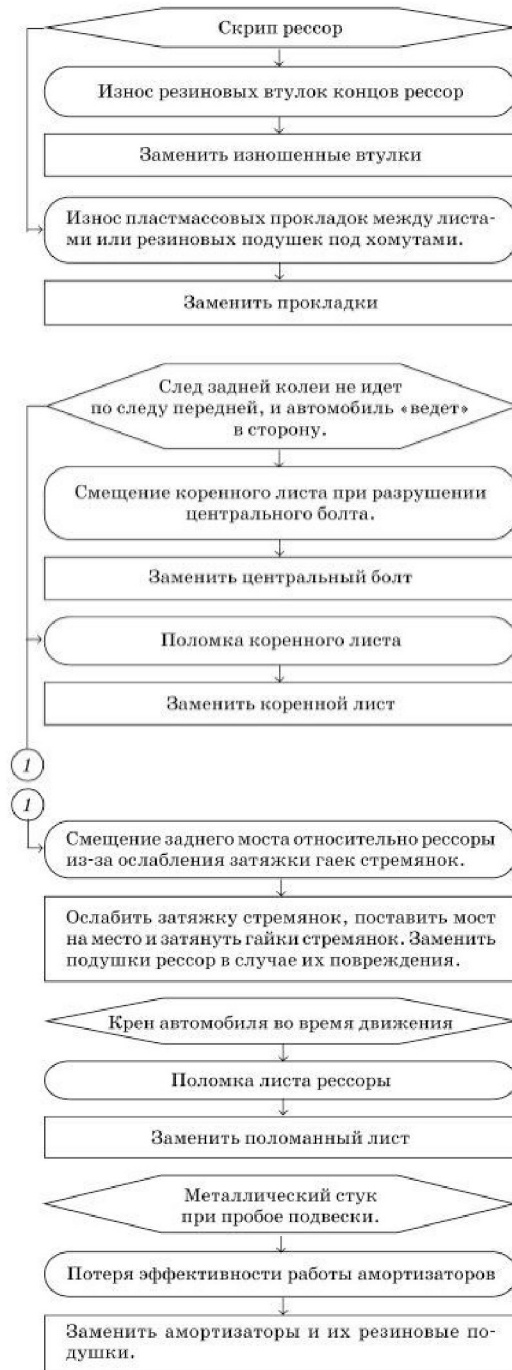 Скрип рессор
Износ резиновых втулок концов рессор
Заменить изношенные втулки
Износ пластмассовых прокладок между листа-
ми или резиновых подушек под хомутами.
Заменить прокладки
След задней колеи не идет
по следу передней, и автомобиль «ведет»
в сторону.
Смещение коренного листа при разрушении
центрального болта.
Заменить центральный болт
Поломка коренного листа
Заменить коренной лист
1
1
Смещение заднего моста относительно рессоры
из-за ослабления затяжки гаек стремянок.
Ослабить затяжку стремянок, поставить мост
на место и затянуть гайки стремянок. Заменить
подушки рессор в случае их повреждения.
Крен автомобиля во время движения
Поломка листа рессоры
Заменить поломанный лист
Металлический стук
при пробое подвески.
Потеря эффективности работы амортизаторов
Заменить амортизаторы и их резиновые по-
душки.